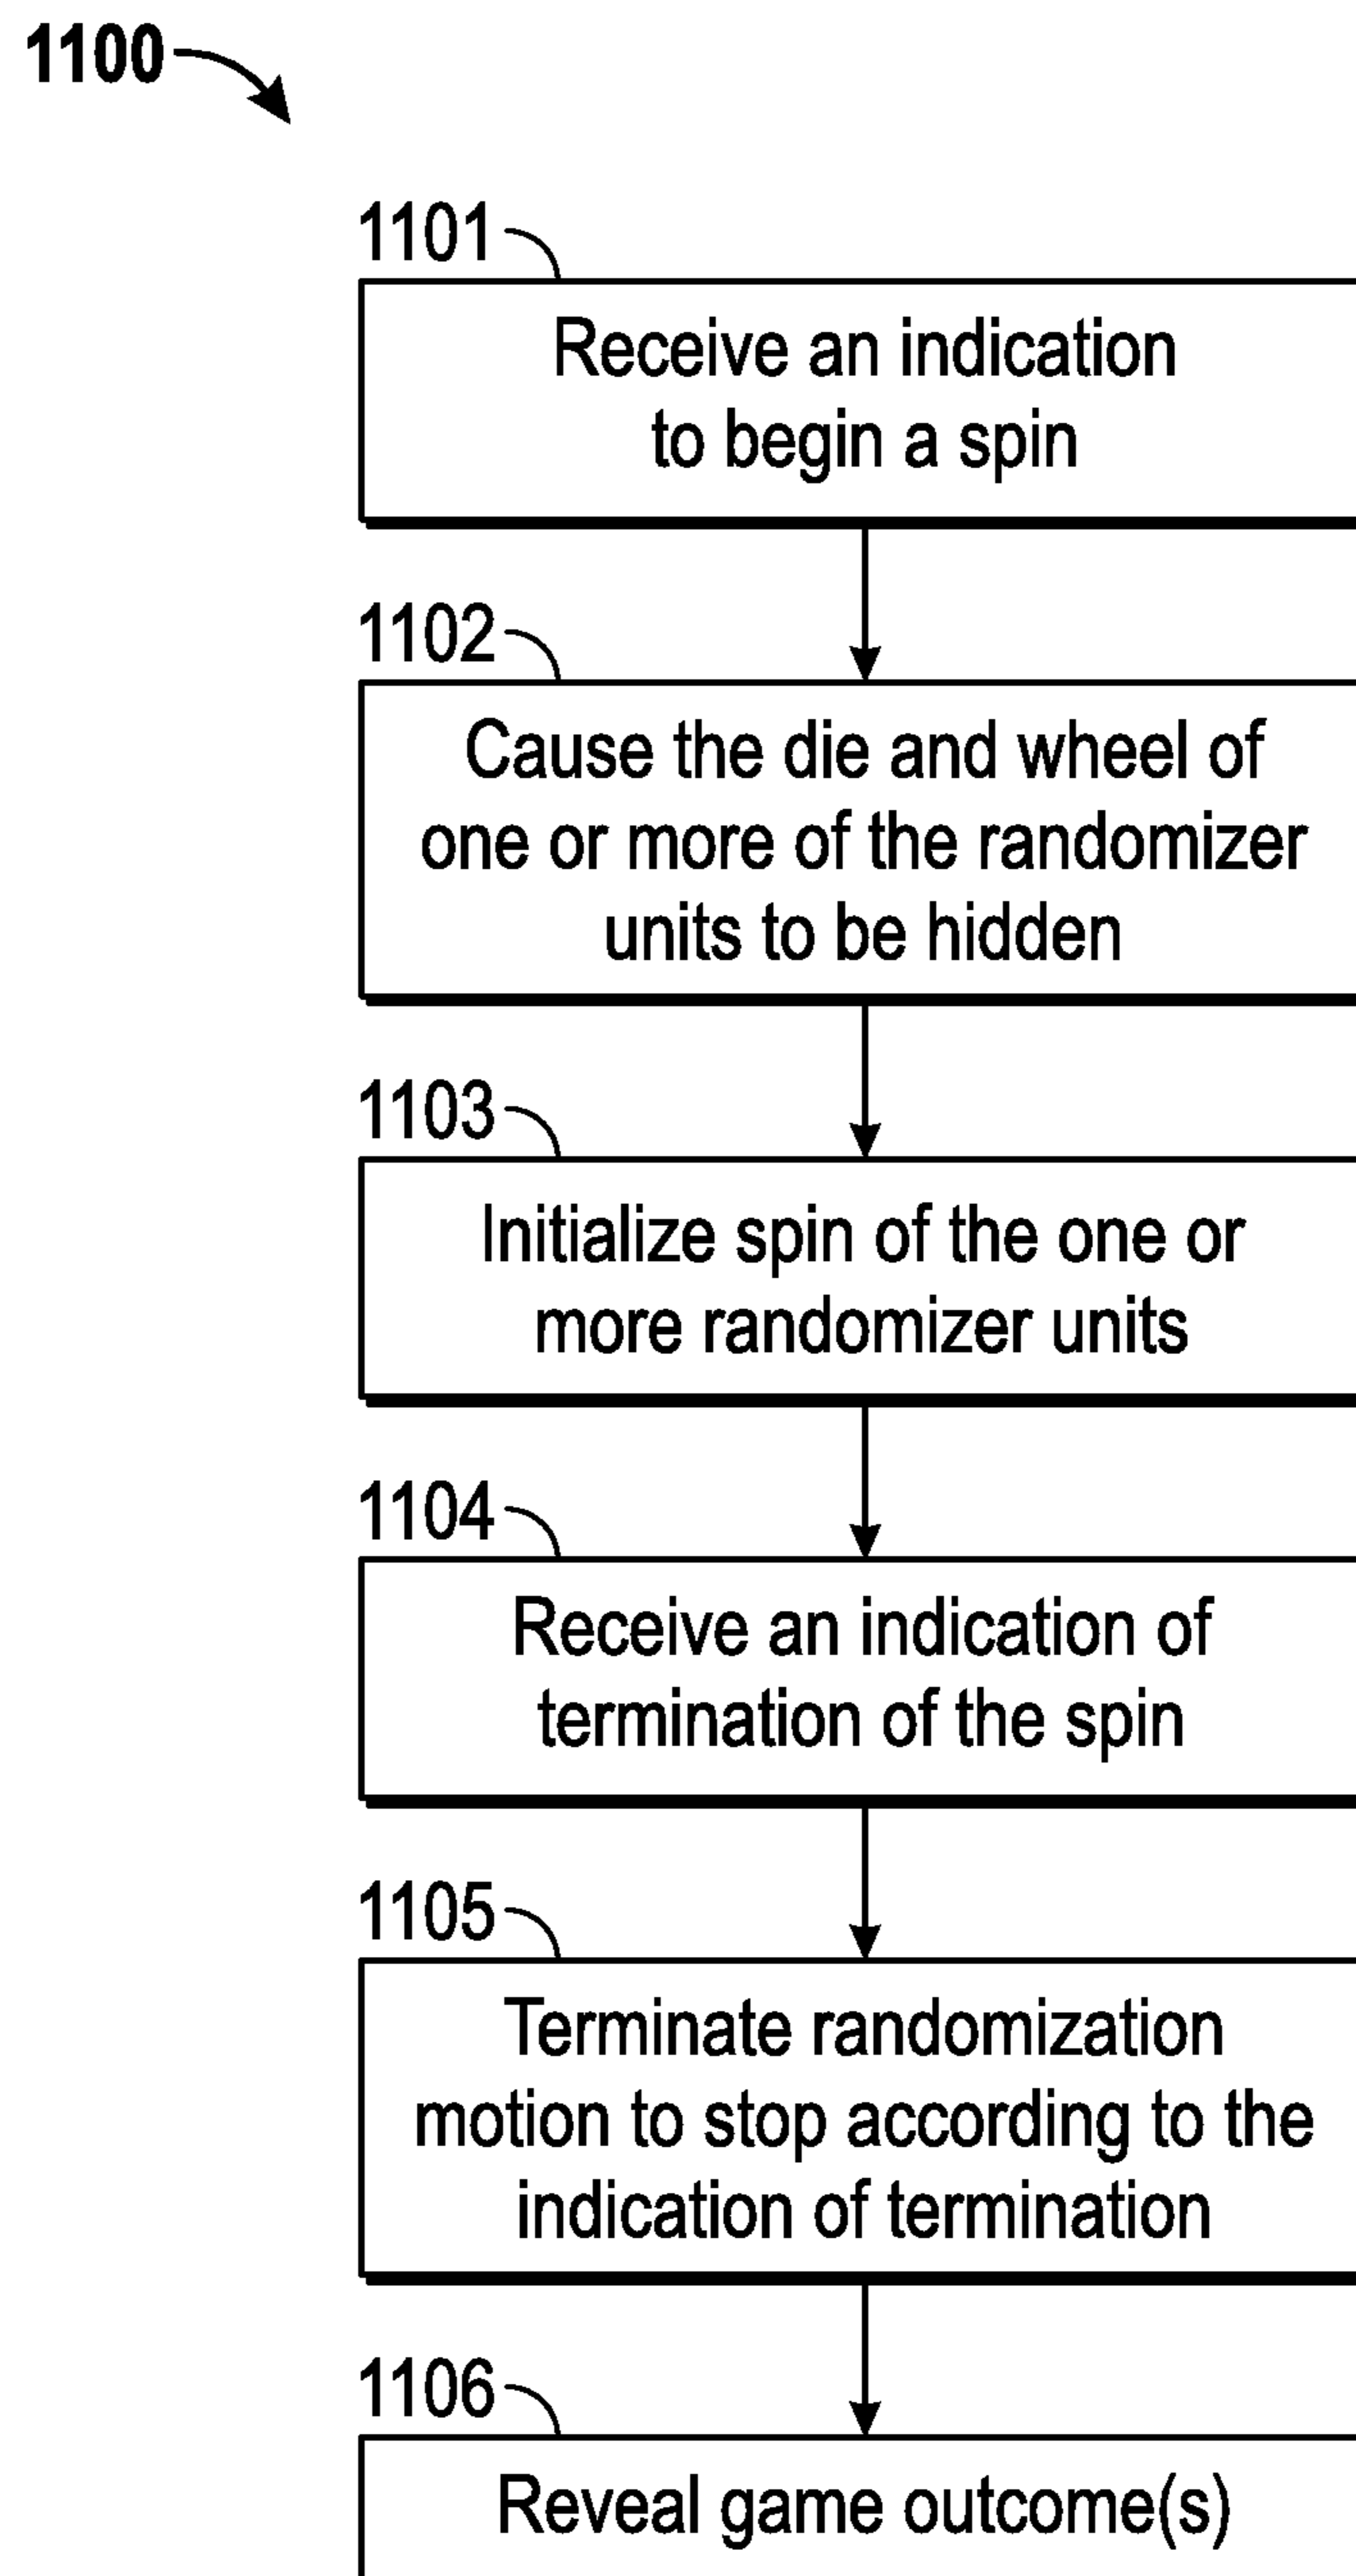 1100
1101
Receive an indication
to begin a spin
1102
Cause the die and wheel of
one or more of the randomizer
units to be hidden
1103
Initialize spin of the one or
more randomizer units
1104
Receive an indication of
termination of the spin
1105
Terminate randomization
motion to stop according to the
indication of termination
1106
Reveal game outcome(s)